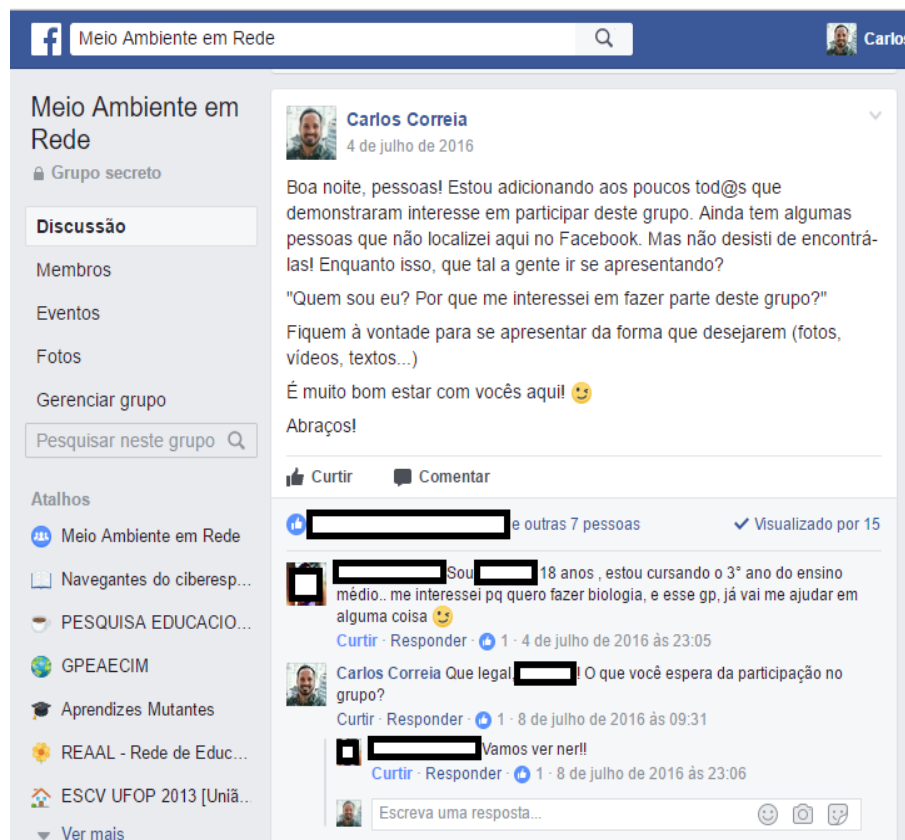 f
Meio Ambiente em Rede
Carlos
Meio Ambiente em
Rede
Grupo secreto
Discussão
Membros
Eventos
Fotos
Gerenciar grupo
Pesquisar neste grupo
Atalhos
Meio Ambiente em Rede
Navegantes do ciberesp...
PESQUISA EDUCACIO...
GPEAECIM
Aprendizes Mutantes
REAAL - Rede de Educ...
ESCV UFOP 2013 [Uniã...
Ver mais
Carlos Correia
4 de julho de 2016
Boa noite, pessoas! Estou adicionando aos poucos tod@s que
demonstraram interesse em participar deste grupo. Ainda tem algumas
pessoas que não localizei aqui no Facebook. Mas não desisti de encontrá-
las! Enquanto isso, que tal a gente ir se apresentando?
"Quem sou eu? Por que me interessei em fazer parte deste grupo?"
Fiquem à vontade para se apresentar da forma que desejarem (fotos,
vídeos, textos...)
É muito bom estar com vocês aqui! 😉
Abraços!
Curtir Comentar
e outras 7 pessoas Visualizado por 15
Sou 18 anos , estou cursando o 3° ano do ensino
médio.. me interessei pq quero fazer biologia, e esse gp, já vai me ajudar em
alguma coisa 😉
Curtir · Responder · 1 · 4 de julho de 2016 às 23:05
Carlos Correia Que legal, ! O que você espera da participação no
grupo?
Curtir · Responder · 1 · 8 de julho de 2016 às 09:31
Vamos ver ner!!
Curtir · Responder · 1 · 8 de julho de 2016 às 23:06
Escreva uma resposta...